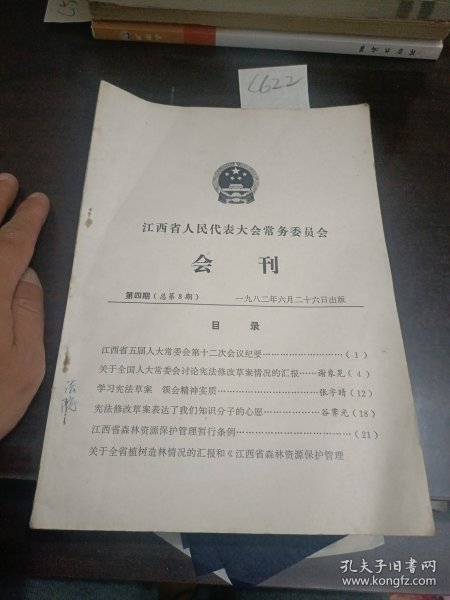 L622
江西省人民代表大会常务委员会
会刊
第四期(总第8期) 一九八二年六月二十六日出版
目录
江西省五届人大常委会第十二次会议纪要……………………(1)
关于全国人大常委会讨论宪法修改草案情况的汇报……谢象晃(4)
学习宪法草案 领会精神实质……………………………张宇晴(12)
宪法修改草案表达了我们知识分子的心愿………………谷霁光(18)
江西省森林资源保护管理暂行条例…………………………………(21)
关于全省植树造林情况的汇报和《江西省森林资源保护管理
法院
孔夫子旧书网
www.kongfz.com